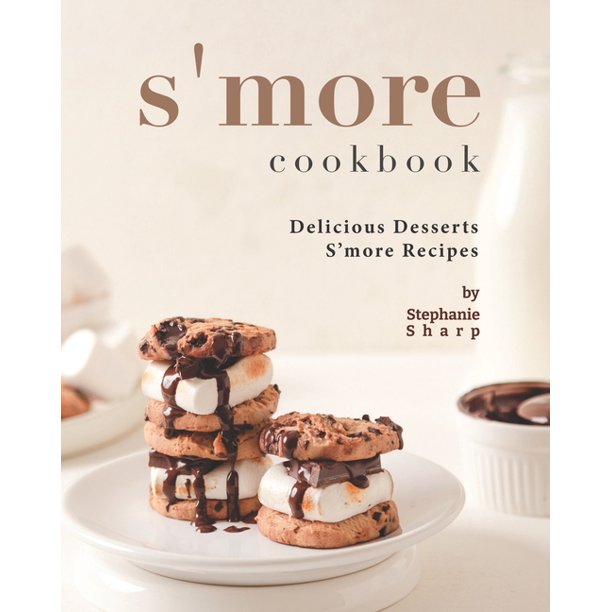 s'more
cookbook
Delicious Desserts
S'more Recipes
by
Stephanie
Sharp